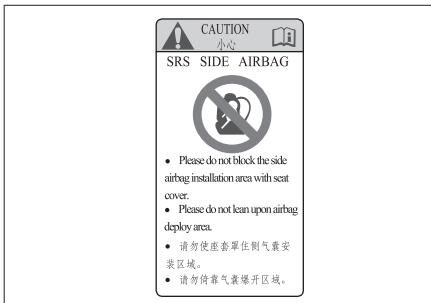 CAUTION
小心
SRS SIDE AIRBAG
● Please do not block the side
airbag installation area with seat
cover.
● Please do not lean upon airbag
deploy area.
● 请勿使座套罩住侧气囊安
装区域。
● 请勿倚靠气囊爆开区域。